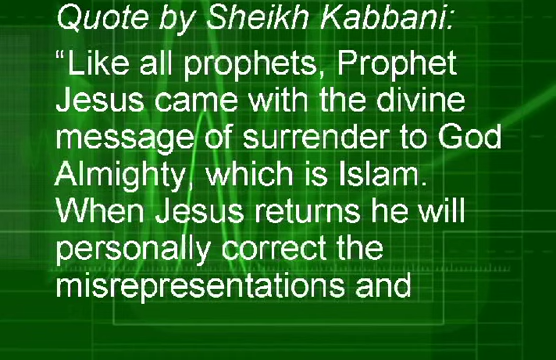 Quote by Sheikh Kabbani:
“Like all prophets, Prophet
Jesus came with the divine
message of surrender to God
Almighty, which is Islam.
When Jesus returns he will
personally correct the
misrepresentations and